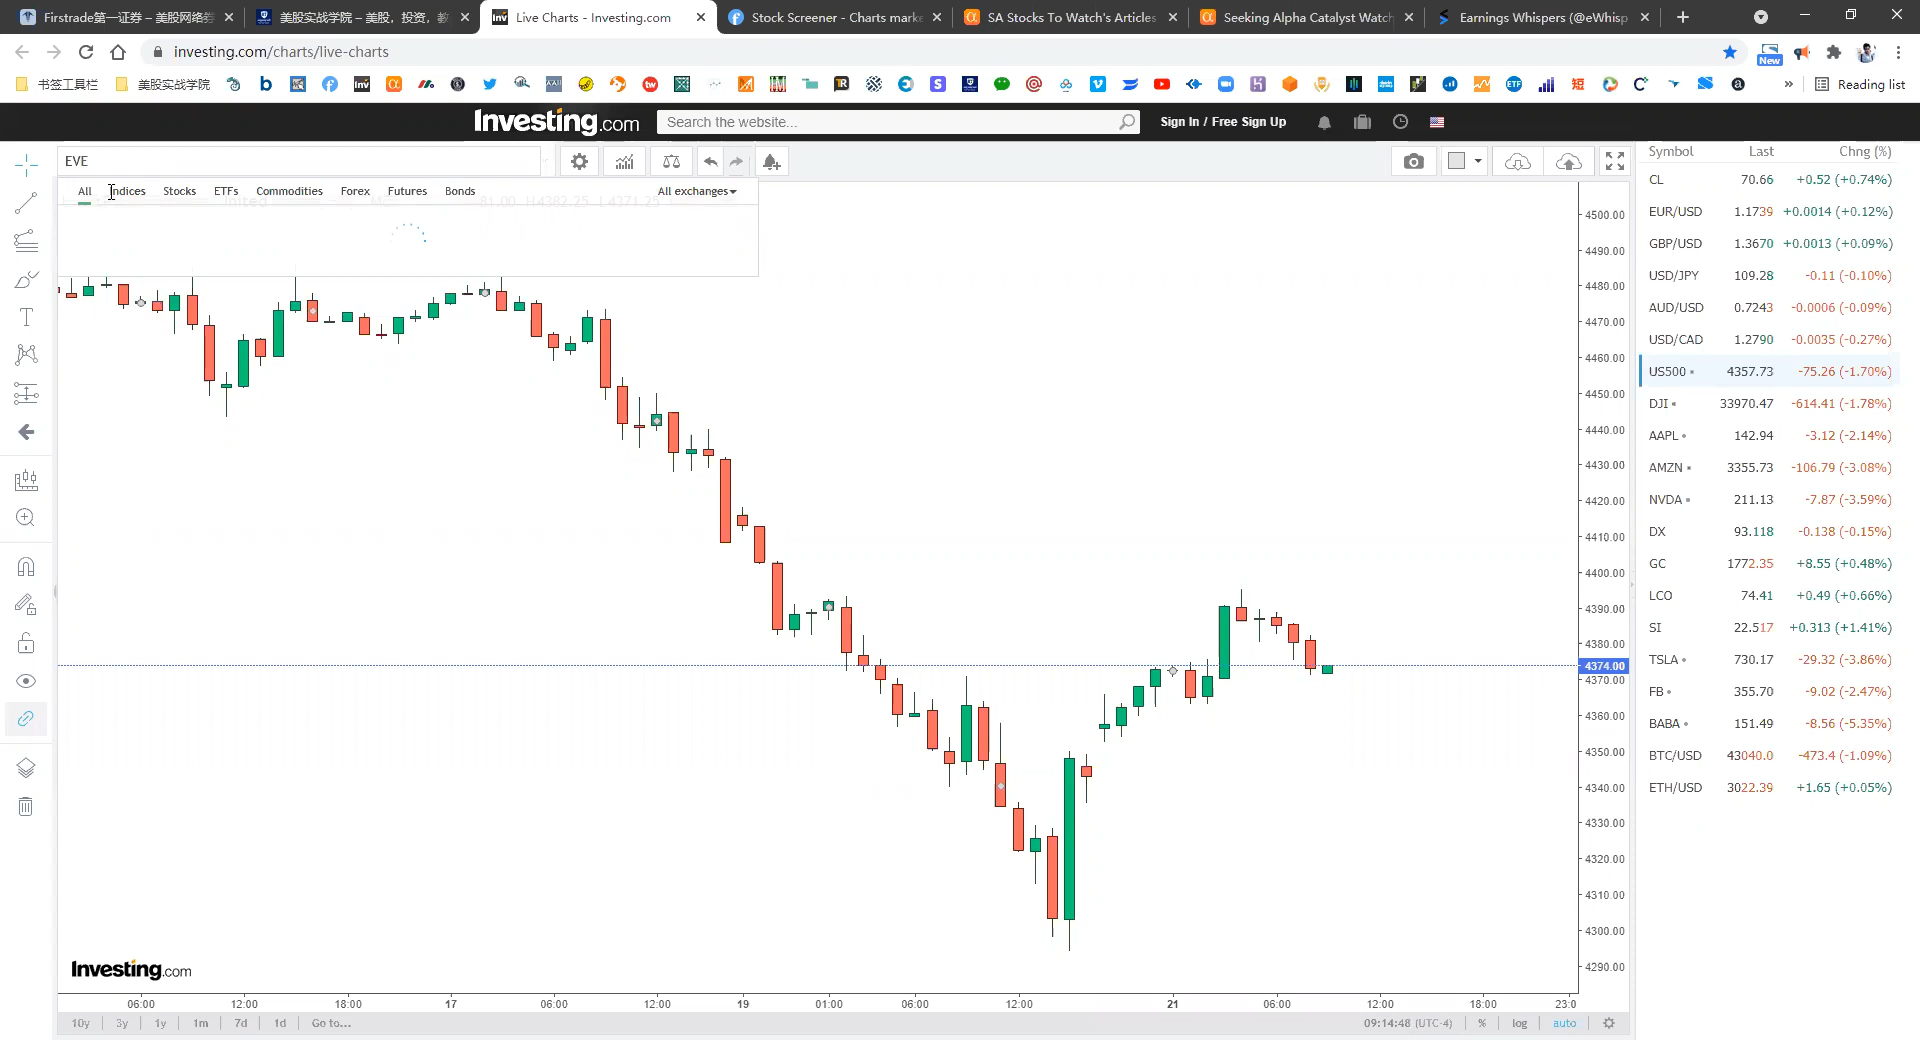 Firstrade第一证券 – 美股网络券
美股实战学院 – 美股，投资，教
Live Charts - Investing.com
Stock Screener - Charts mark
SA Stocks To Watch's Articles
Seeking Alpha Catalyst Watch
Earnings Whispers (@eWhisp
investing.com/charts/live-charts
New
书签工具栏
美股实战学院
Reading list
Investing.com
Search the website...
Sign In / Free Sign Up
EVE
All Indices Stocks ETFs Commodities Forex Futures Bonds All exchanges
H4382.25 L4371.25
Symbol Last Chng (%)
CL 70.66 +0.52 (+0.74%)
EUR/USD 1.1739 +0.0014 (+0.12%)
GBP/USD 1.3670 +0.0013 (+0.09%)
USD/JPY 109.28 -0.11 (-0.10%)
AUD/USD 0.7243 -0.0006 (-0.09%)
USD/CAD 1.2790 -0.0035 (-0.27%)
US500 4357.73 -75.26 (-1.70%)
DJI 33970.47 -614.41 (-1.78%)
AAPL 142.94 -3.12 (-2.14%)
AMZN 3355.73 -106.79 (-3.08%)
NVDA 211.13 -7.87 (-3.59%)
DX 93.118 -0.138 (-0.15%)
GC 1772.35 +8.55 (+0.48%)
LCO 74.41 +0.49 (+0.66%)
SI 22.517 +0.313 (+1.41%)
TSLA 730.17 -29.32 (-3.86%)
FB 355.70 -9.02 (-2.47%)
BABA 151.49 -8.56 (-5.35%)
BTC/USD 43040.0 -473.4 (-1.09%)
ETH/USD 3022.39 +1.65 (+0.05%)
4500.00
4490.00
4480.00
4470.00
4460.00
4450.00
4440.00
4430.00
4420.00
4410.00
4400.00
4390.00
4380.00
4374.00
4370.00
4360.00
4350.00
4340.00
4330.00
4320.00
4310.00
4300.00
4290.00
Investing.com
06:00 12:00 18:00 17 06:00 12:00 19 01:00 06:00 12:00 21 06:00 12:00 18:00 23:0
10y 3y 1y 1m 7d 1d Go to...
09:14:48 (UTC-4) % log auto